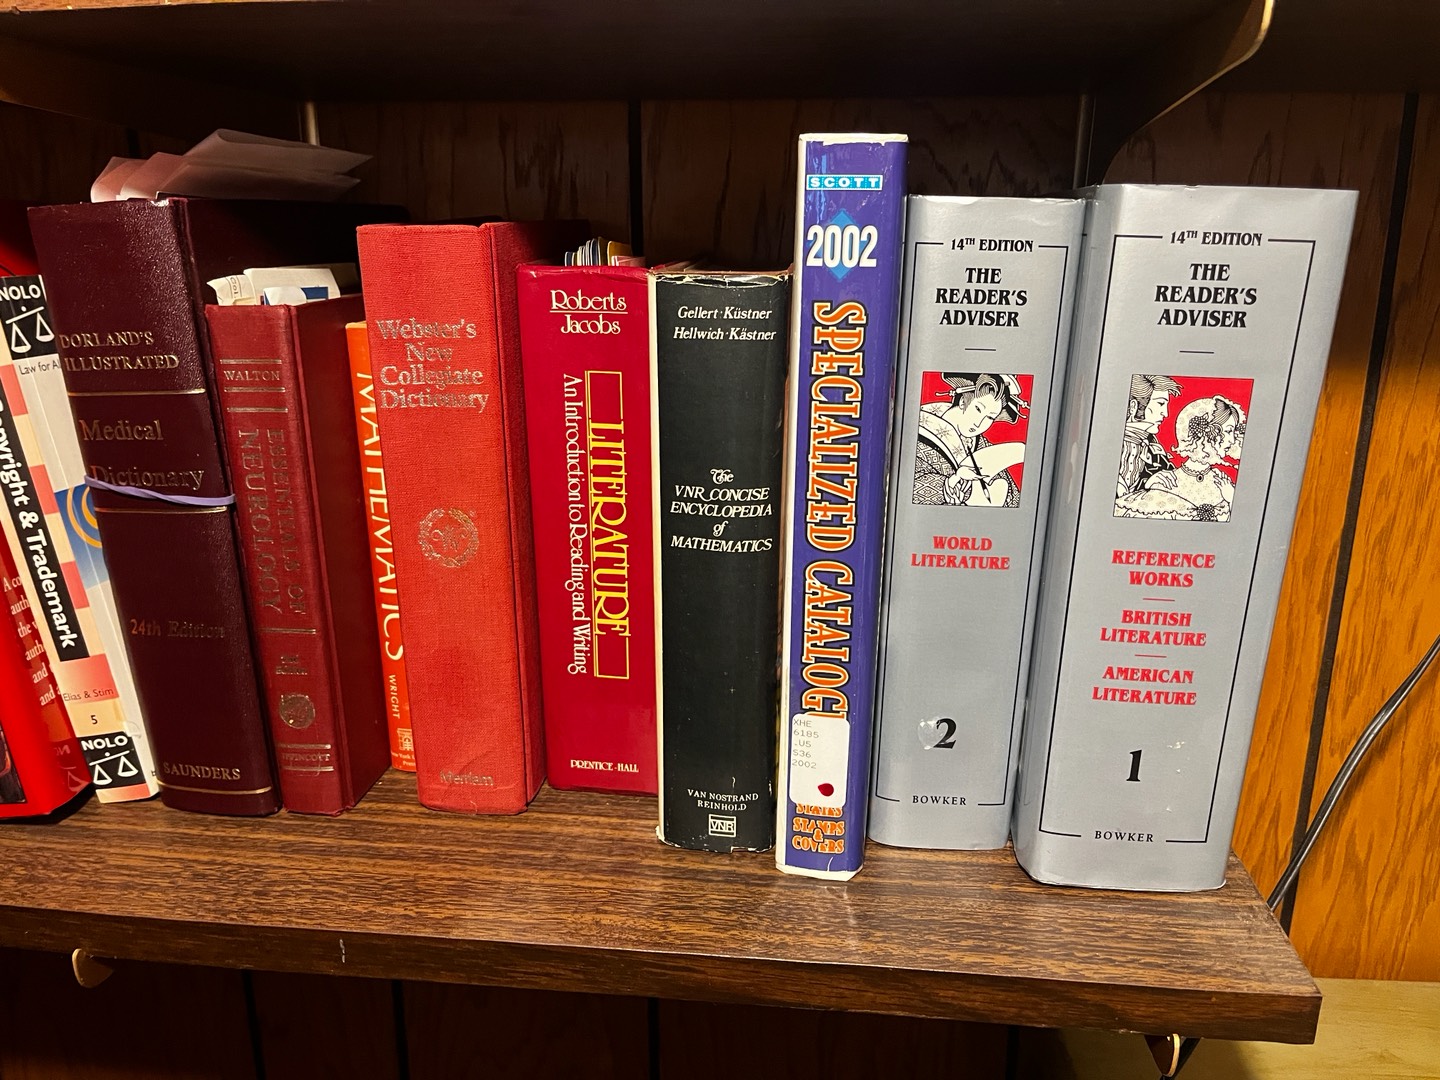 NOLO
Law for A
Copyright & Trademark
Elias & Stim
5
NOLO
DORLAND'S
ILLUSTRATED
Medical
Dictionary
24th Edition
SAUNDERS
WALTON
ESSENTIALS OF
NEUROLOGY
LIPPINCOTT
MATHEMATICS
WRIGHT
Webster's
New
Collegiate
Dictionary
Merriam
Roberts
Jacobs
LITERATURE
An Introduction to Reading and Writing
PRENTICE-HALL
Gellert·Küstner
Hellwich·Kästner
The
VNR CONCISE
ENCYCLOPEDIA
of
MATHEMATICS
VAN NOSTRAND
REINHOLD
VNR
SCOTT
2002
SPECIALIZED CATALOG
XHE
6185
.U5
S36
2002
STATES
STAMPS
&
COVERS
14TH EDITION
THE
READER'S
ADVISER
WORLD
LITERATURE
2
BOWKER
14TH EDITION
THE
READER'S
ADVISER
REFERENCE
WORKS
BRITISH
LITERATURE
AMERICAN
LITERATURE
1
BOWKER